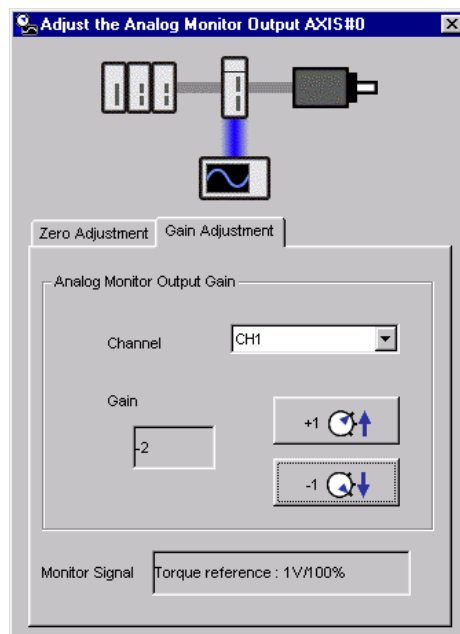 Adjust the Analog Monitor Output AXIS#0
Zero Adjustment
Gain Adjustment
Analog Monitor Output Gain
Channel
CH1
Gain
-2
+1
-1
Monitor Signal
Torque reference : 1V/100%